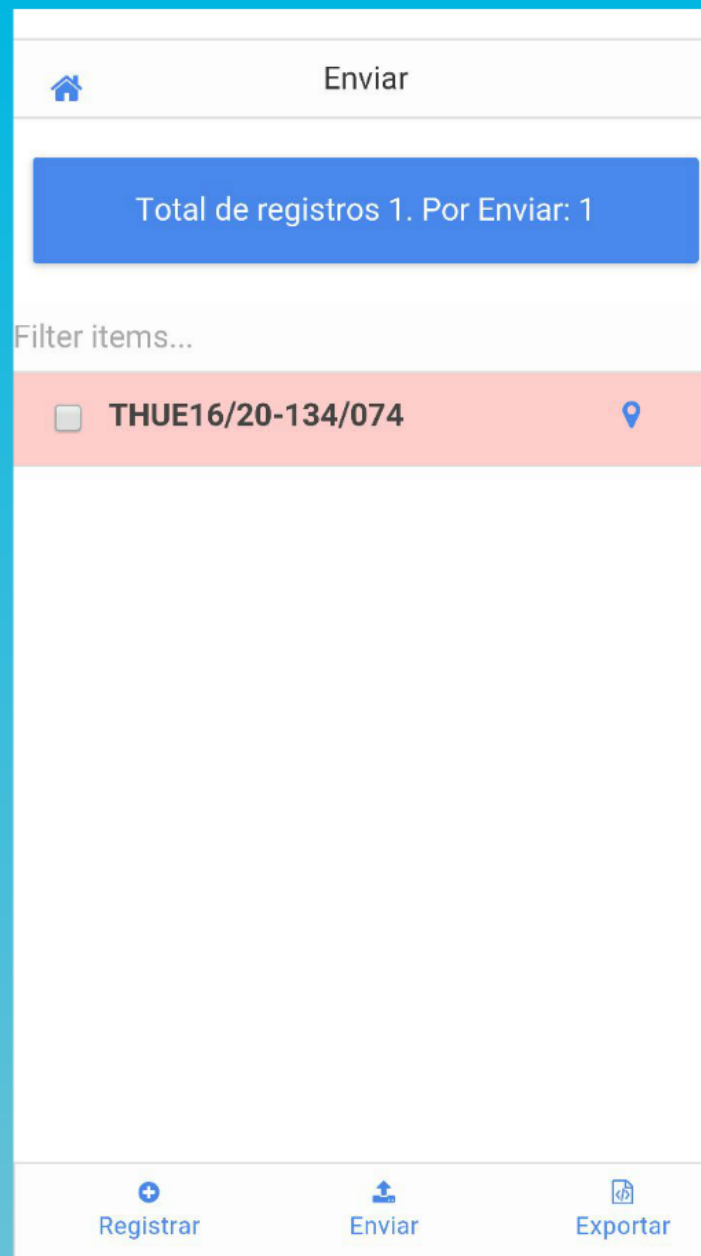 Enviar
Total de registros 1. Por Enviar: 1
Filter items...
THUE16/20-134/074
Registrar Enviar Exportar